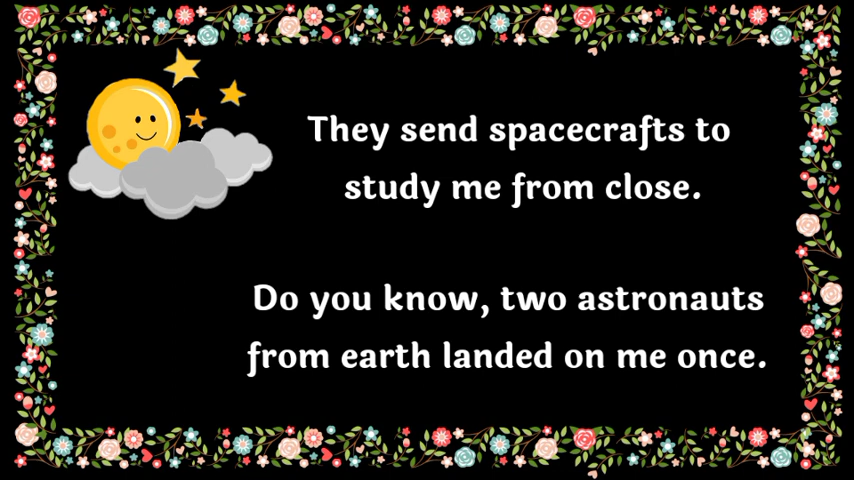 They send spacecrafts to
study me from close.
Do you know, two astronauts
from earth landed on me once.